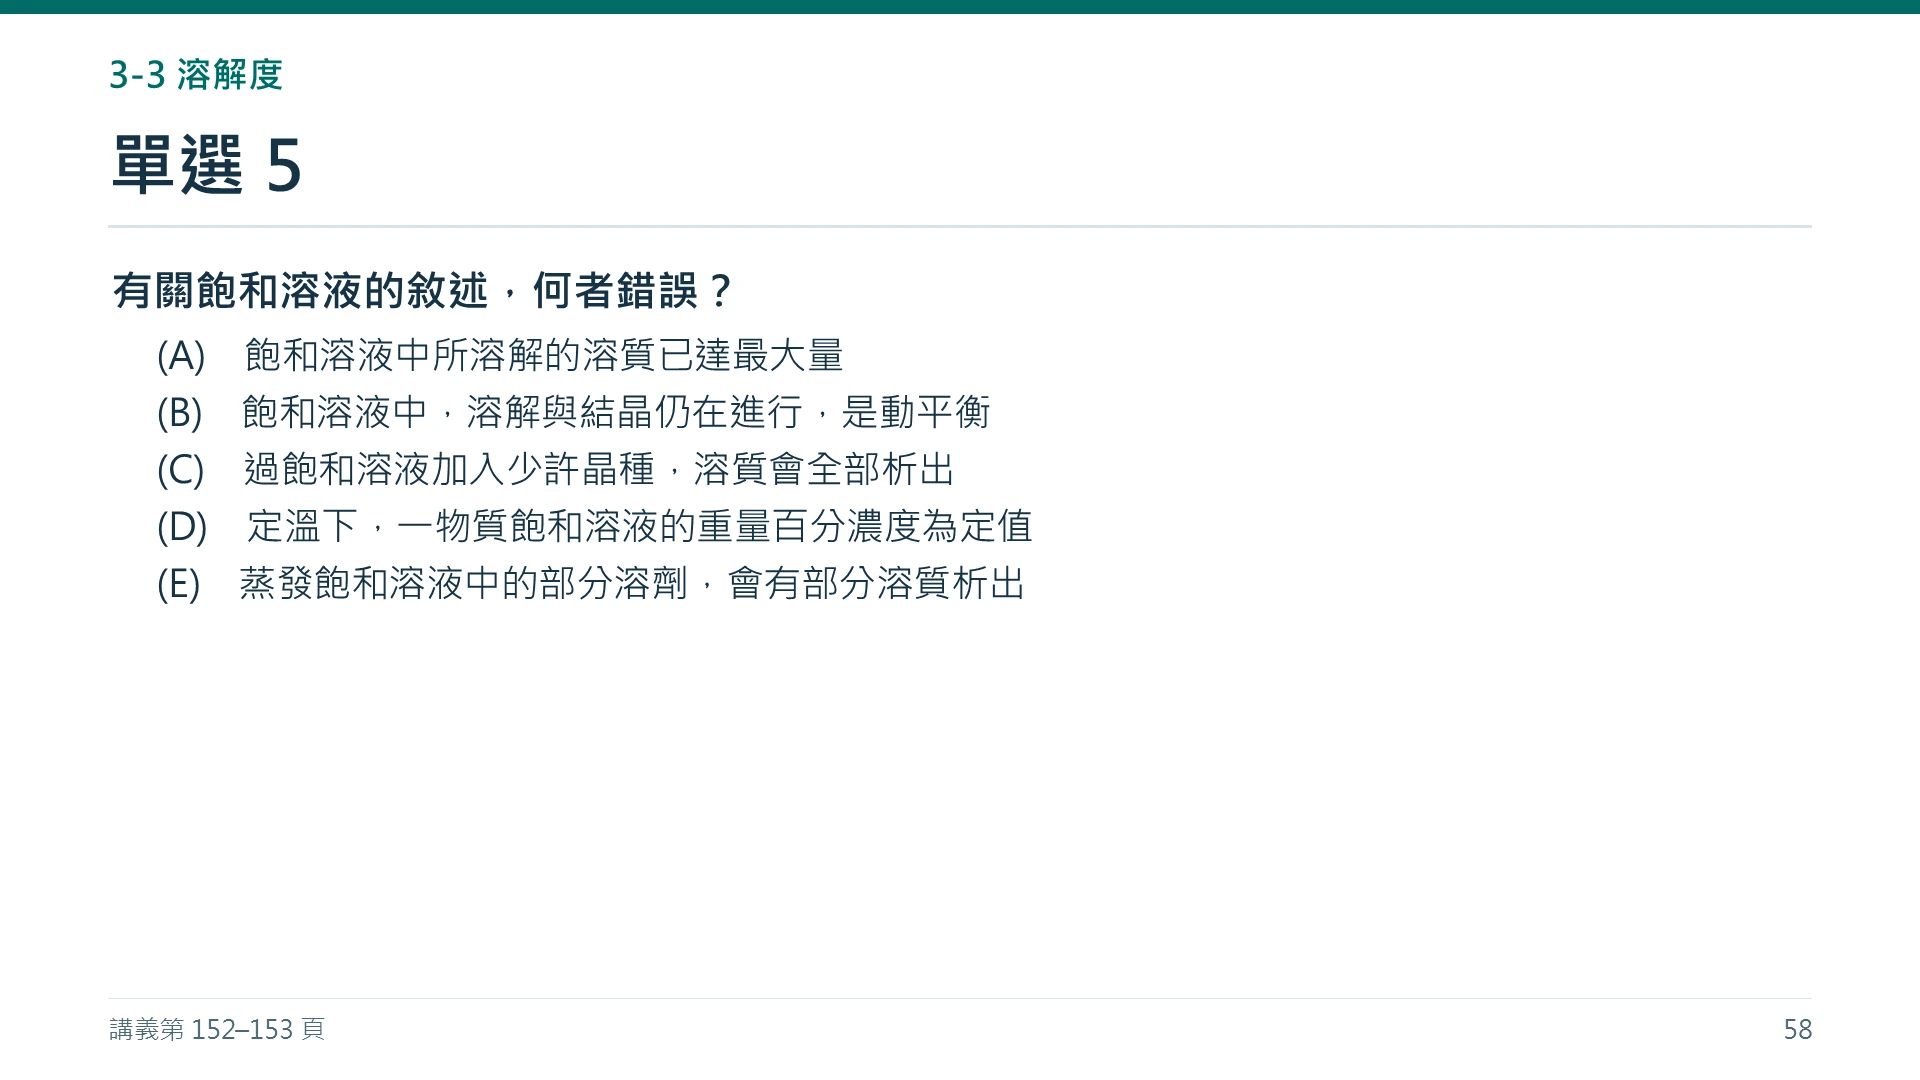 3-3 溶解度
單選 5
有關飽和溶液的敘述，何者錯誤？
(A) 飽和溶液中所溶解的溶質已達最大量
(B) 飽和溶液中，溶解與結晶仍在進行，是動平衡
(C) 過飽和溶液加入少許晶種，溶質會全部析出
(D) 定溫下，一物質飽和溶液的重量百分濃度為定值
(E) 蒸發飽和溶液中的部分溶劑，會有部分溶質析出
講義第 152–153 頁
58